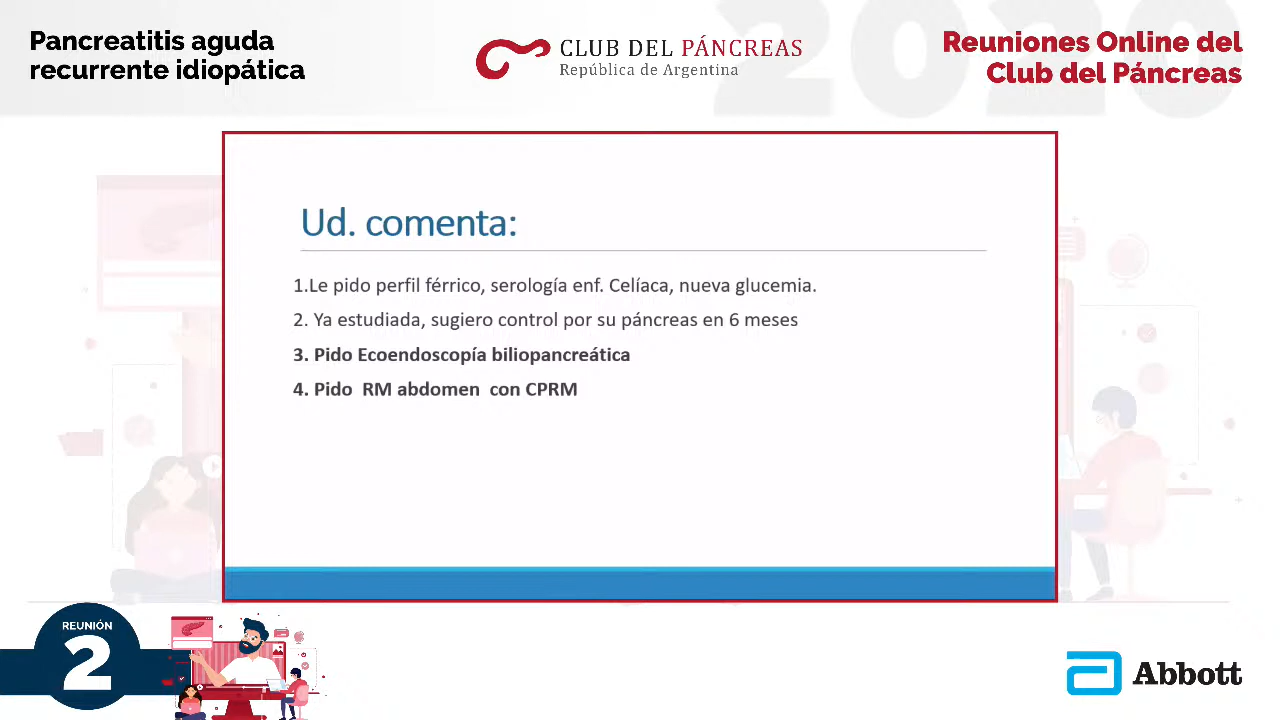 Pancreatitis aguda
recurrente idiopática
CLUB DEL PÁNCREAS
República de Argentina
2020
Reuniones Online del
Club del Páncreas
Ud. comenta:
1.Le pido perfil férrico, serología enf. Celíaca, nueva glucemia.
2. Ya estudiada, sugiero control por su páncreas en 6 meses
3. Pido Ecoendoscopía biliopancreática
4. Pido  RM abdomen  con CPRM
REUNIÓN
2
Abbott